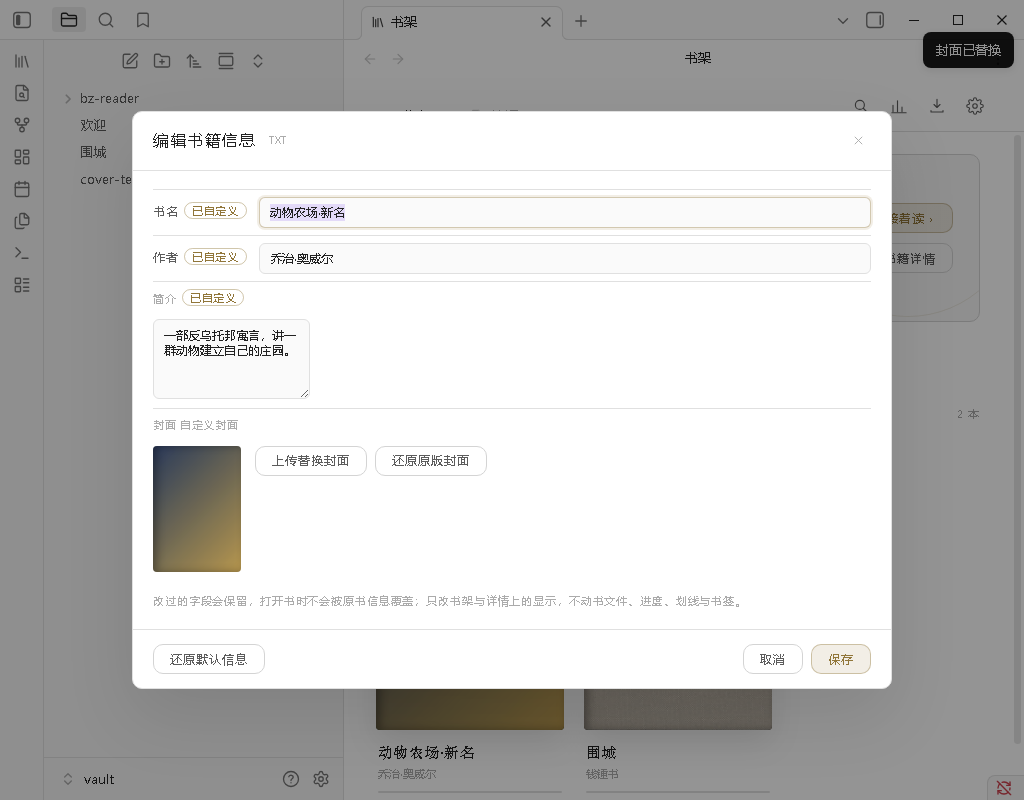 书架
封面已替换
书架
bz-reader
欢迎
围城
cover-te
编辑书籍信息 TXT
书名 已自定义 动物农场·新名
作者 已自定义 乔治·奥威尔
简介 已自定义
一部反乌托邦寓言，讲一
群动物建立自己的庄园。
着读 ›
籍详情
2 本
封面 自定义封面
上传替换封面 还原原版封面
改过的字段会保留，打开书时不会被原书信息覆盖；只改书架与详情上的显示，不动书文件、进度、划线与书签。
还原默认信息 取消 保存
动物农场·新名 围城
乔治·奥威尔 钱锺书
vault